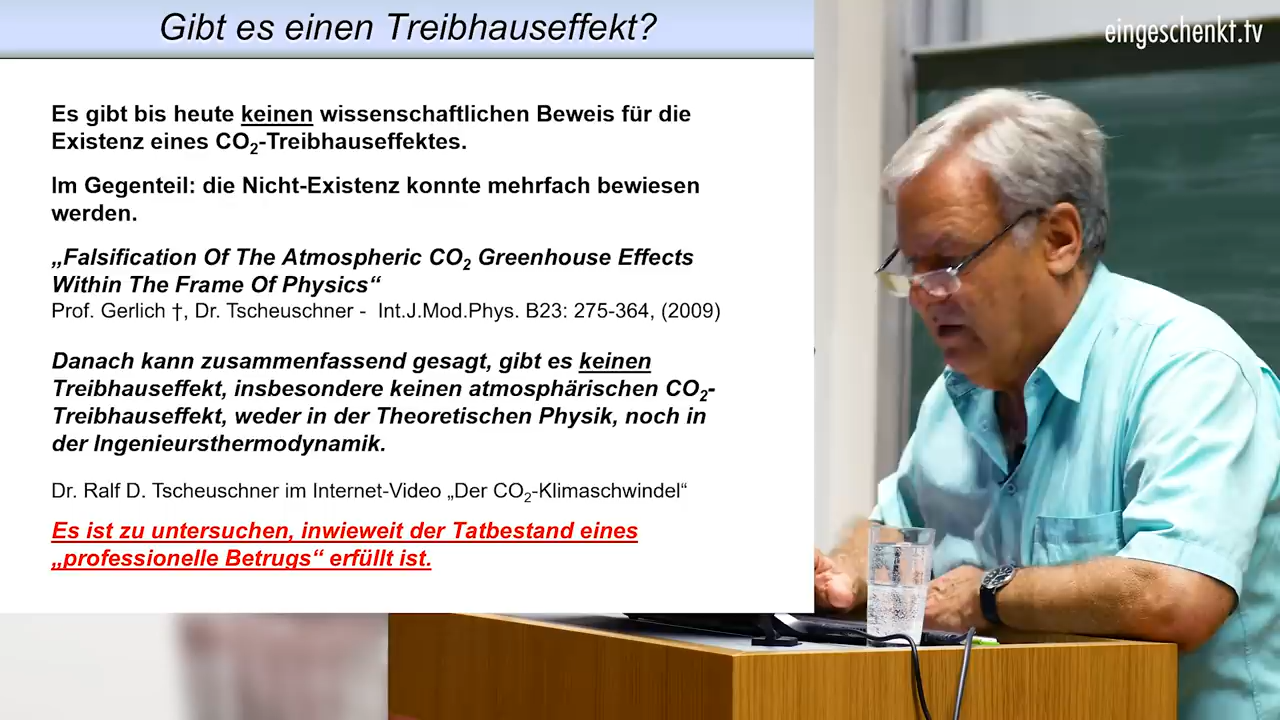 Gibt es einen Treibhauseffekt?
eingeschenkt.tv
Es gibt bis heute keinen wissenschaftlichen Beweis für die
Existenz eines CO₂-Treibhauseffektes.
Im Gegenteil: die Nicht-Existenz konnte mehrfach bewiesen
werden.
„Falsification Of The Atmospheric CO₂ Greenhouse Effects
Within The Frame Of Physics“
Prof. Gerlich †, Dr. Tscheuschner - Int.J.Mod.Phys. B23: 275-364, (2009)
Danach kann zusammenfassend gesagt, gibt es keinen
Treibhauseffekt, insbesondere keinen atmosphärischen CO₂-
Treibhauseffekt, weder in der Theoretischen Physik, noch in
der Ingenieursthermodynamik.
Dr. Ralf D. Tscheuschner im Internet-Video „Der CO₂-Klimaschwindel“
Es ist zu untersuchen, inwieweit der Tatbestand eines
„professionelle Betrugs“ erfüllt ist.